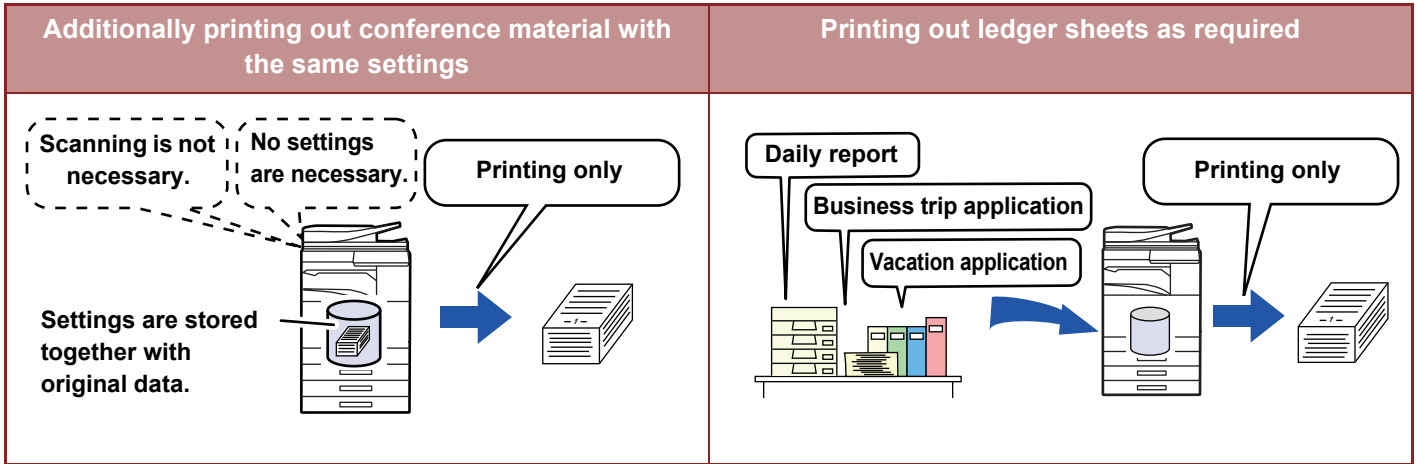 Additionally printing out conference material with
the same settings
Scanning is not
necessary.
No settings
are necessary.
Printing only
Settings are stored
together with
original data.
-1-
Printing out ledger sheets as required
Daily report
Business trip application
Vacation application
Printing only
-1-